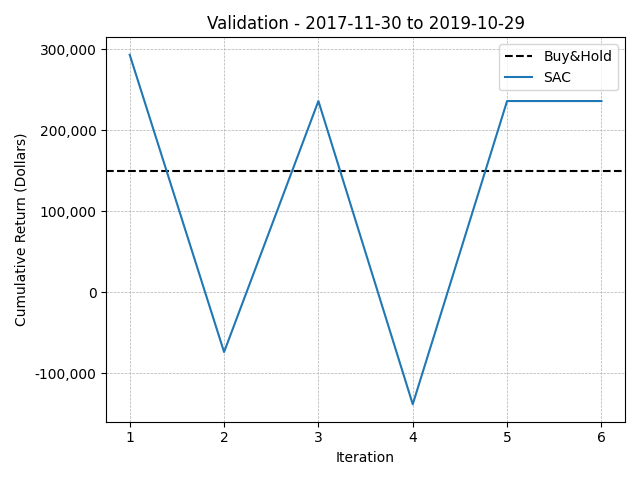 Validation - 2017-11-30 to 2019-10-29
300,000
200,000
100,000
0
-100,000
Cumulative Return (Dollars)
Buy&Hold
SAC
1 2 3 4 5 6
Iteration